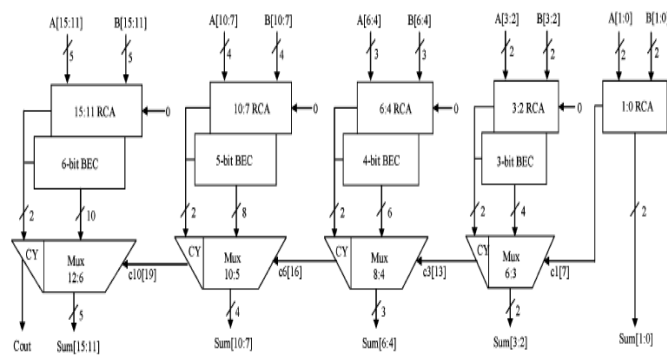 A[15:11] B[15:11] A[10:7] B[10:7] A[6:4] B[6:4] A[3:2] B[3:2] A[1:0] B[1:0]
5 5 4 4 3 3 2 2 2 2
15:11 RCA 0 10:7 RCA 0 6:4 RCA 0 3:2 RCA 0 1:0 RCA
6-bit BEC 5-bit BEC 4-bit BEC 3-bit BEC
2 10 2 8 2 6 2 4 2
CY Mux CY Mux CY Mux CY Mux
12:6 c10[19] 10:5 c6[16] 8:4 c3[13] 6:3 c1[7]
5 4 3 2
Cout Sum[15:11] Sum[10:7] Sum[6:4] Sum[3:2] Sum[1:0]